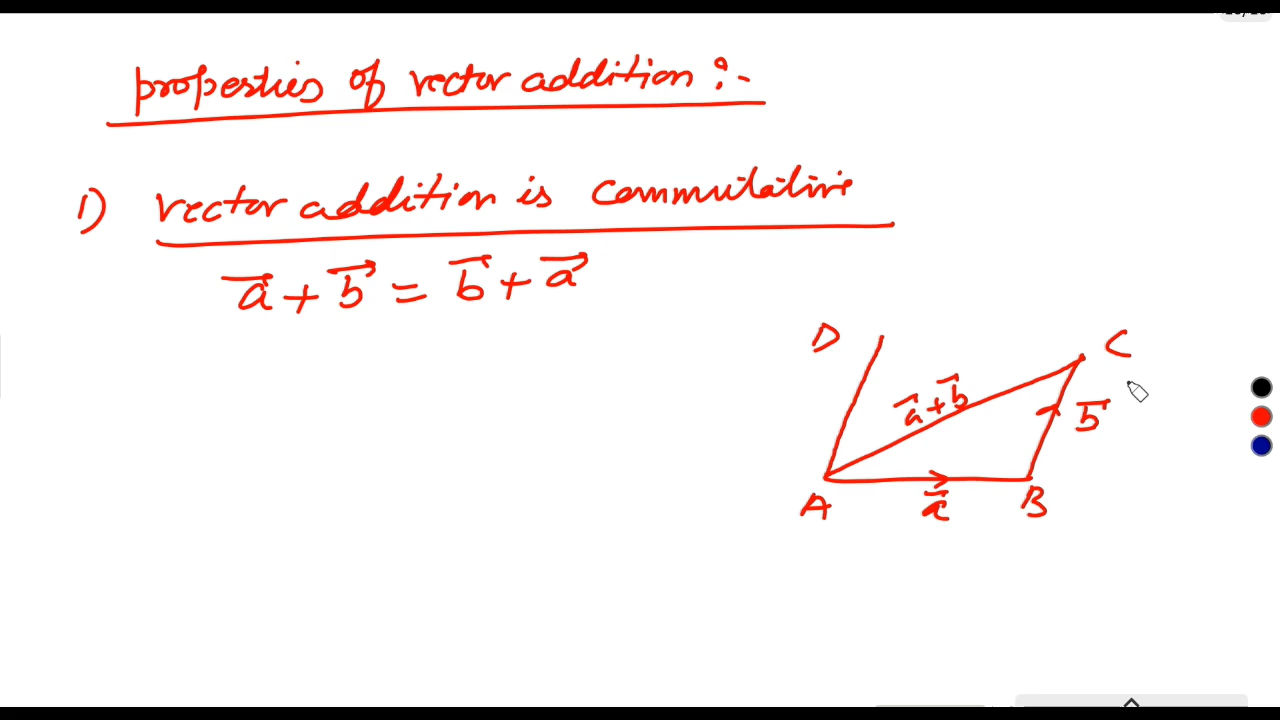 properties of vector addition :-
1) vector addition is commutative
a⃗ + b⃗ = b⃗ + a⃗
D
C
a⃗ + b⃗
b⃗
A
a⃗
B